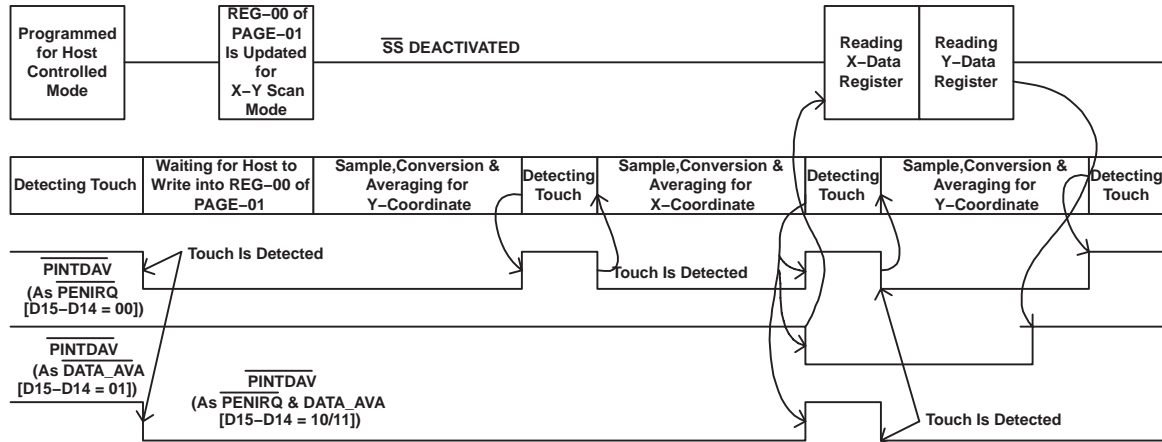 Programmed
for Host
Controlled
Mode
REG–00 of
PAGE–01
Is Updated
for
X–Y Scan
Mode
SS DEACTIVATED
Reading
X–Data
Register
Reading
Y–Data
Register
Detecting Touch
Waiting for Host to
Write into REG–00 of
PAGE–01
Sample,Conversion &
Averaging for
Y–Coordinate
Detecting
Touch
Sample,Conversion &
Averaging for
X–Coordinate
Detecting
Touch
Sample,Conversion &
Averaging for
Y–Coordinate
Detecting
Touch
PINTDAV
(As PENIRQ
[D15–D14 = 00])
Touch Is Detected
Touch Is Detected
PINTDAV
(As DATA_AVA
[D15–D14 = 01])
PINTDAV
(As PENIRQ & DATA_AVA
[D15–D14 = 10/11])
Touch Is Detected